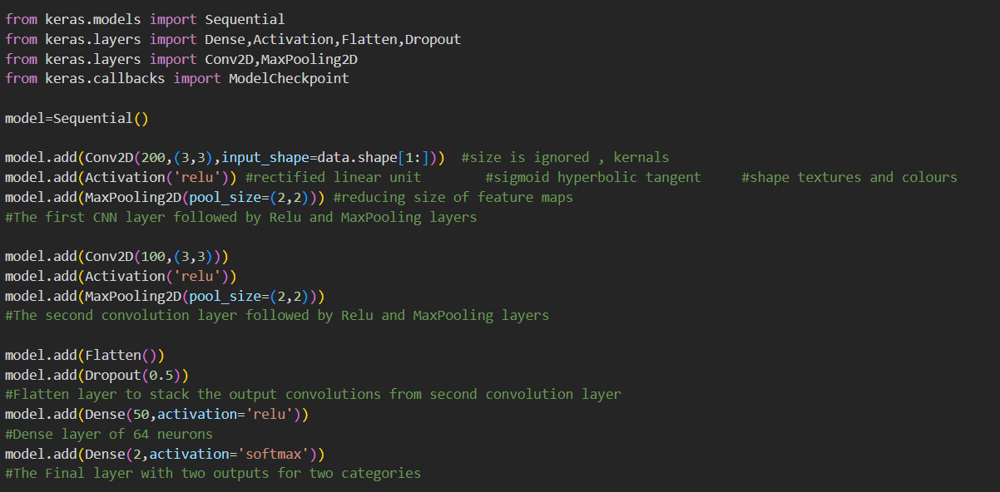 from keras.models import Sequential
from keras.layers import Dense,Activation,Flatten,Dropout
from keras.layers import Conv2D,MaxPooling2D
from keras.callbacks import ModelCheckpoint
model=Sequential()
model.add(Conv2D(200,(3,3),input_shape=data.shape[1:]))  #size is ignored , kernals
model.add(Activation('relu')) #rectified linear unit        #sigmoid hyperbolic tangent     #shape textures and colours
model.add(MaxPooling2D(pool_size=(2,2))) #reducing size of feature maps
#The first CNN layer followed by Relu and MaxPooling layers
model.add(Conv2D(100,(3,3)))
model.add(Activation('relu'))
model.add(MaxPooling2D(pool_size=(2,2)))
#The second convolution layer followed by Relu and MaxPooling layers
model.add(Flatten())
model.add(Dropout(0.5))
#Flatten layer to stack the output convolutions from second convolution layer
model.add(Dense(50,activation='relu'))
#Dense layer of 64 neurons
model.add(Dense(2,activation='softmax'))
#The Final layer with two outputs for two categories